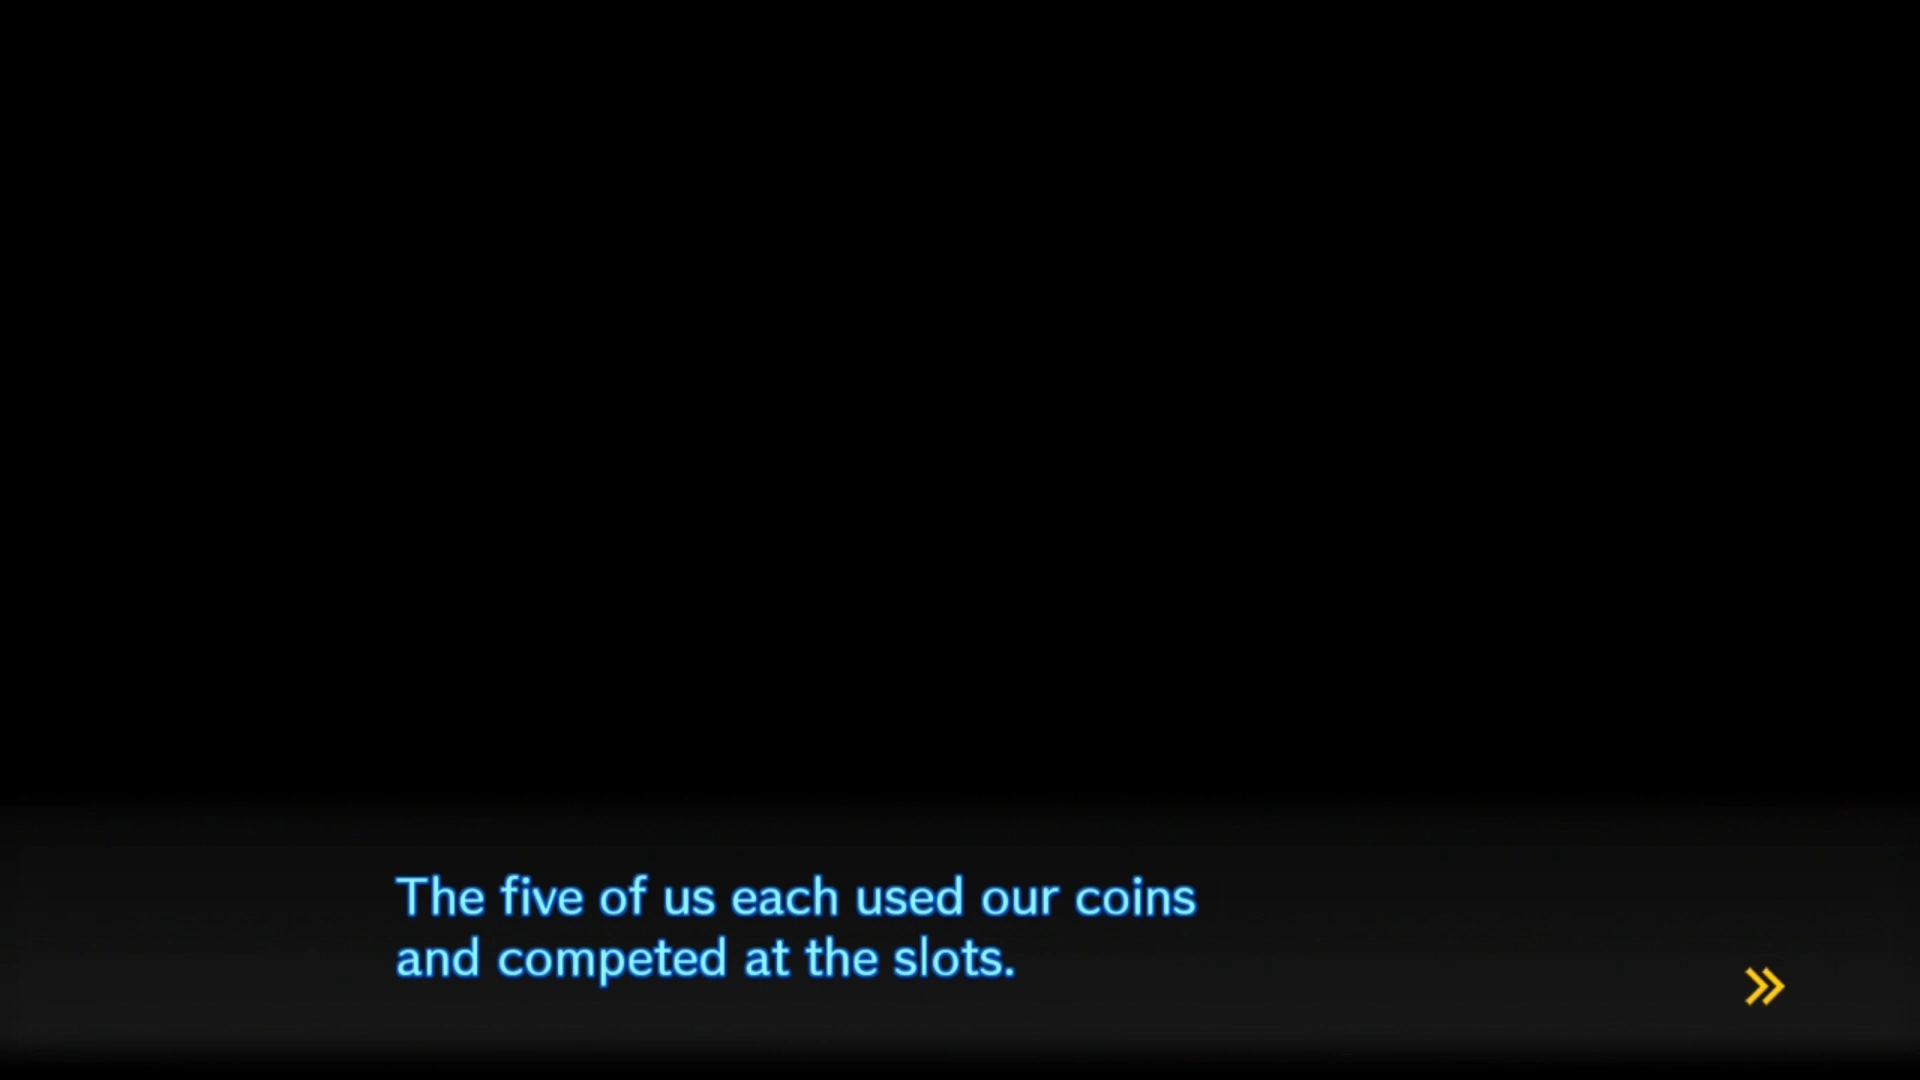 The five of us each used our coins
and competed at the slots.